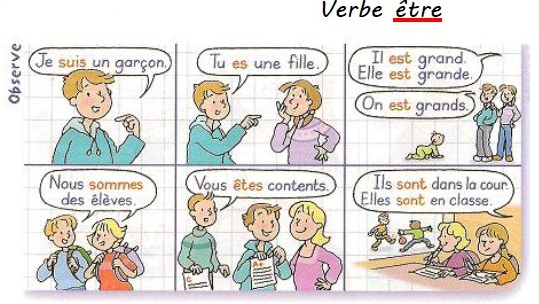 Verbe être
Observe
Je suis un garçon.
Tu es une fille.
Il est grand.
Elle est grande.
On est grands.
Nous sommes
des élèves.
Vous êtes contents.
Ils sont dans la cour.
Elles sont en classe.
A+